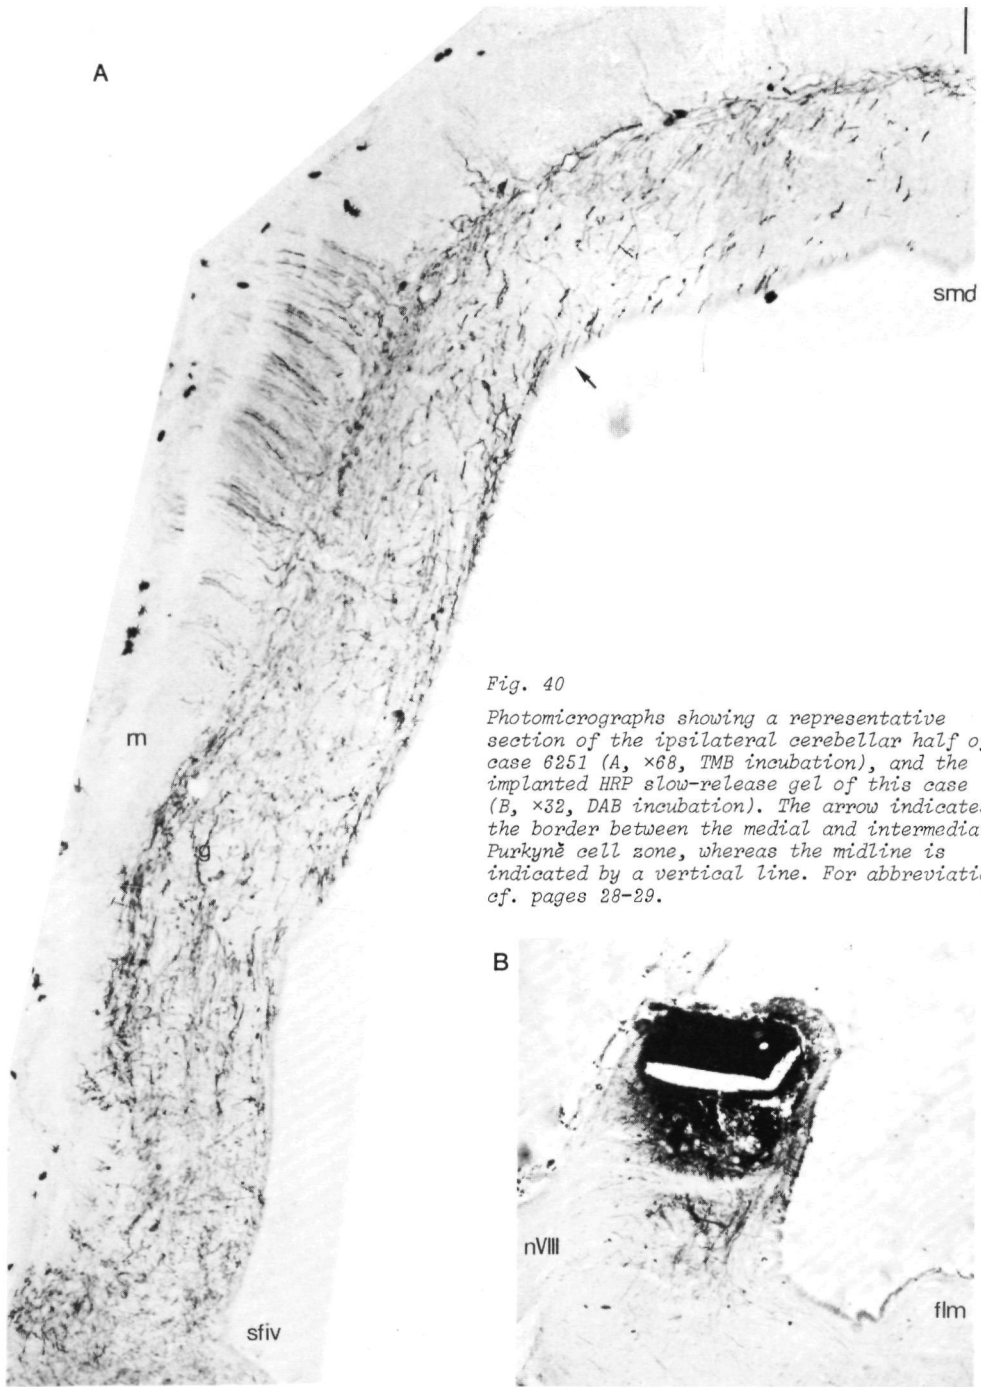 A
smd
m
g
Fig. 40
Photomicrographs showing a representative
section of the ipsilateral cerebellar half o
case 6251 (A, ×68, TMB incubation), and the
implanted HRP slow-release gel of this case
(B, ×32, DAB incubation). The arrow indicate
the border between the medial and intermedia
Purkyně cell zone, whereas the midline is
indicated by a vertical line. For abbreviati
cf. pages 28-29.
B
nVIII
flm
sfiv